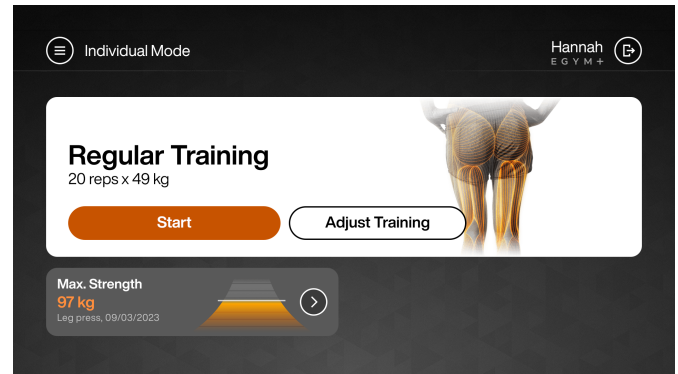 Individual Mode
Hannah
EGYM+
Regular Training
20 reps x 49 kg
Start
Adjust Training
Max. Strength
97 kg
Leg press, 09/03/2023